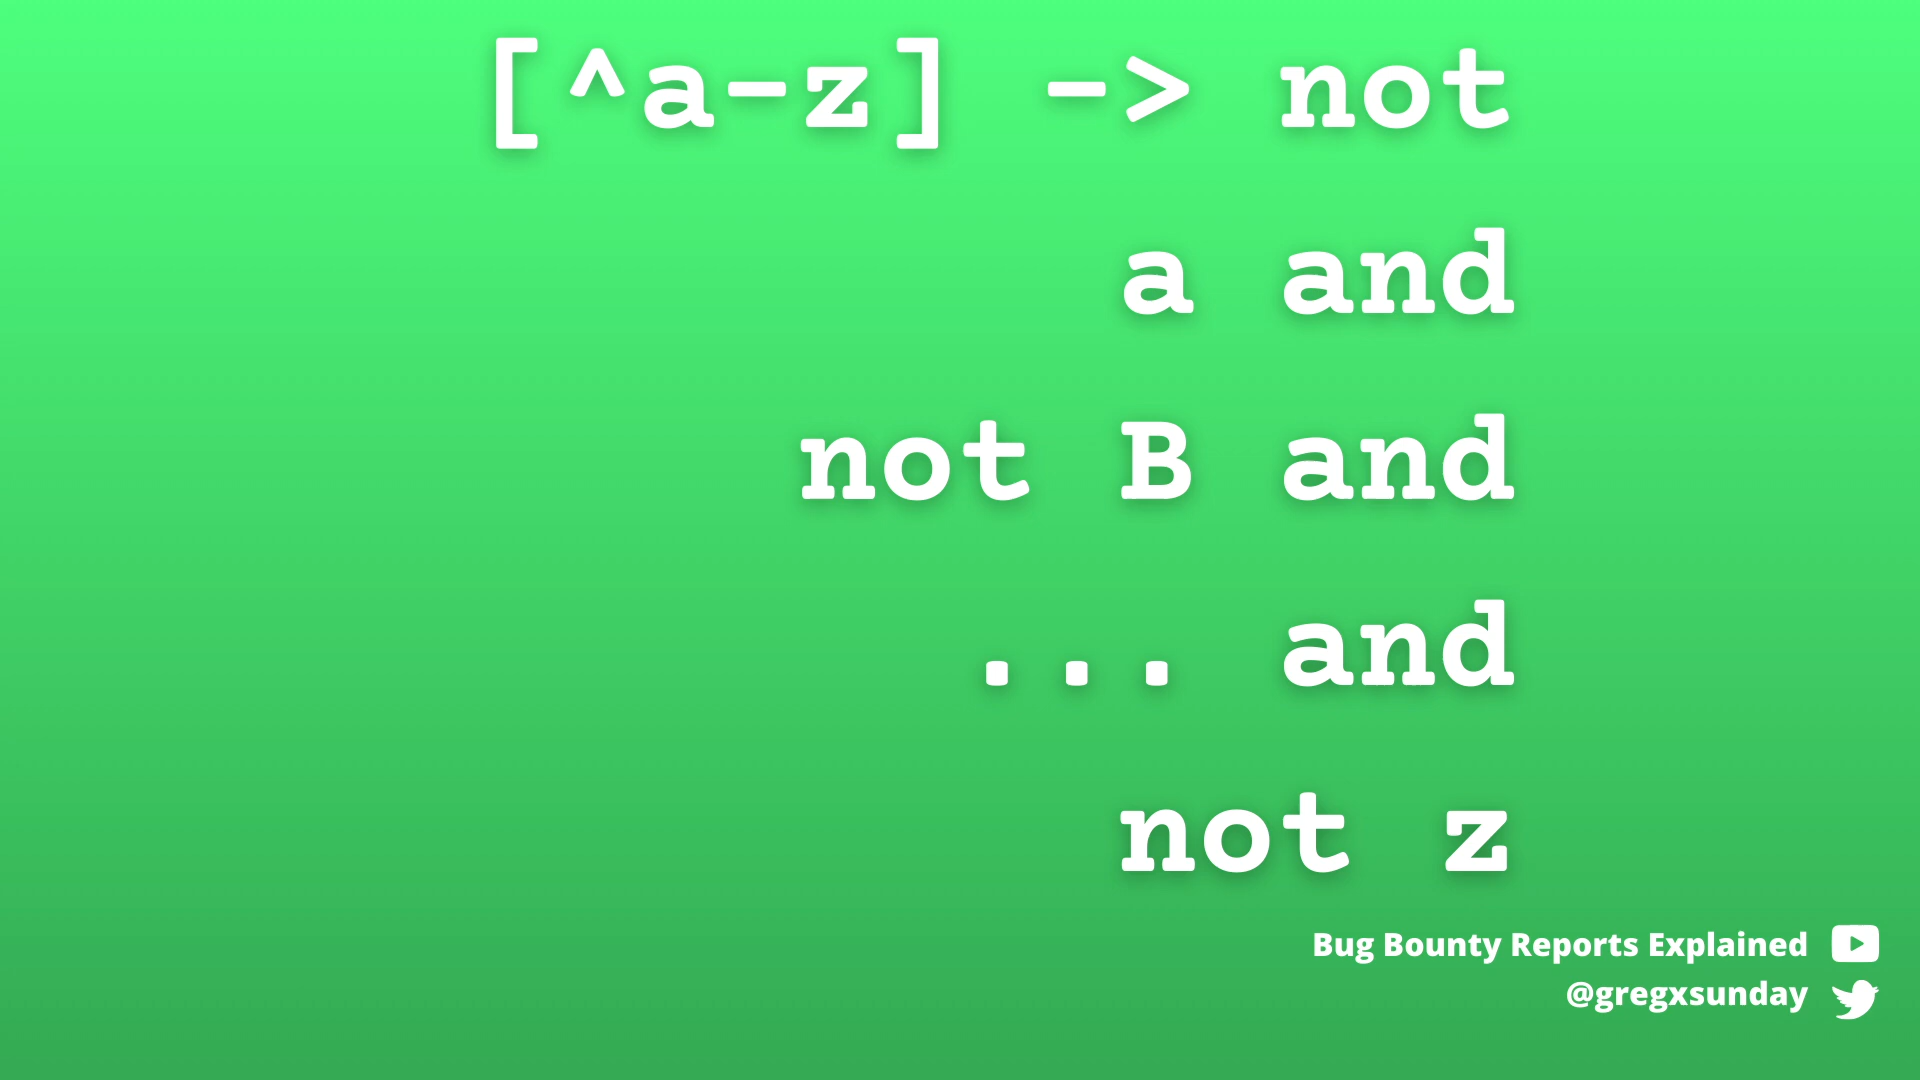 [^a-z] -> not
a and
not B and
... and
not z
Bug Bounty Reports Explained
@gregxsunday